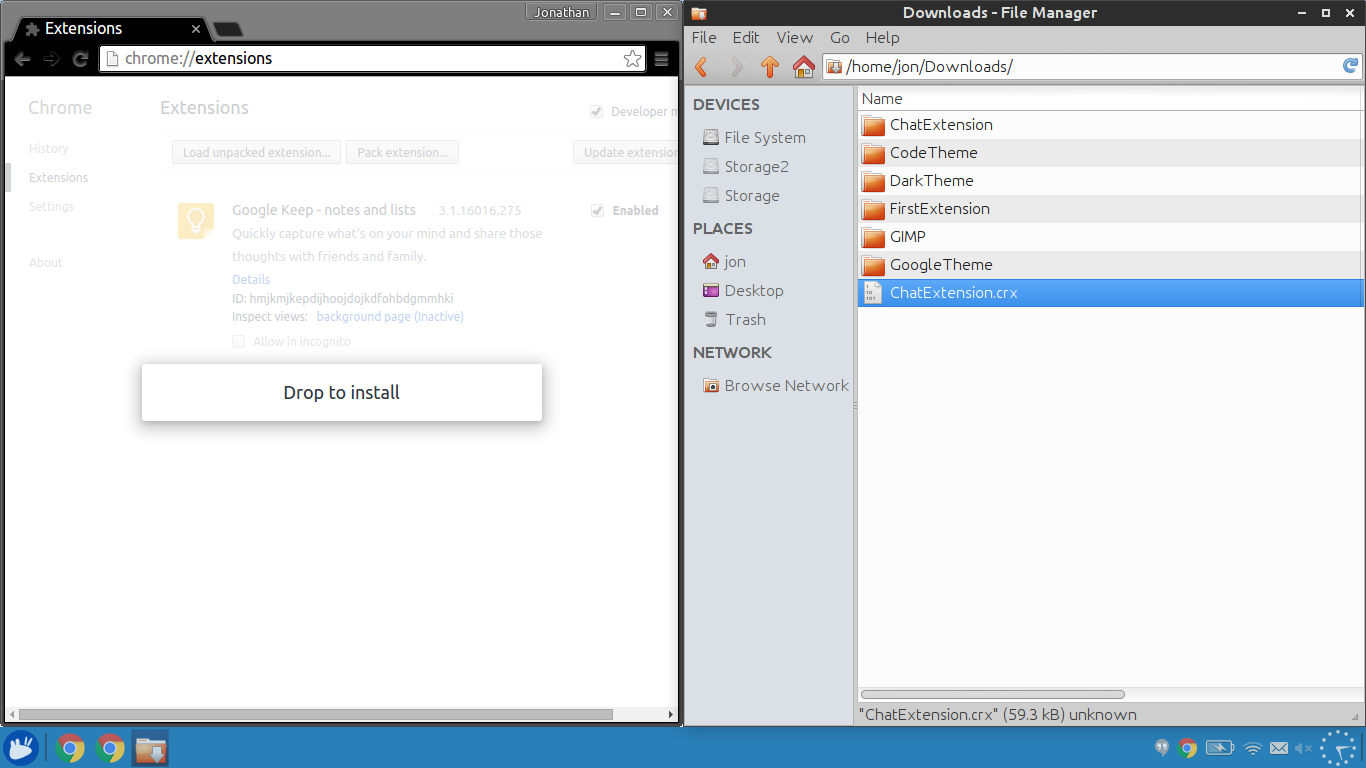 Jonathan
Extensions
chrome://extensions
Chrome
Extensions
Developer m
History
Load unpacked extension...
Pack extension...
Update extension
Extensions
Settings
Google Keep - notes and lists 3.1.16016.275
Enabled
Quickly capture what's on your mind and share those
thoughts with friends and family.
About
Details
ID: hmjkmjkepdijhoojdojkdfohbdgmmhki
Inspect views: background page (Inactive)
Allow in incognito
Drop to install
Downloads - File Manager
File Edit View Go Help
/home/jon/Downloads/
DEVICES
File System
Storage2
Storage
PLACES
jon
Desktop
Trash
NETWORK
Browse Network
Name
ChatExtension
CodeTheme
DarkTheme
FirstExtension
GIMP
GoogleTheme
ChatExtension.crx
"ChatExtension.crx" (59.3 kB) unknown